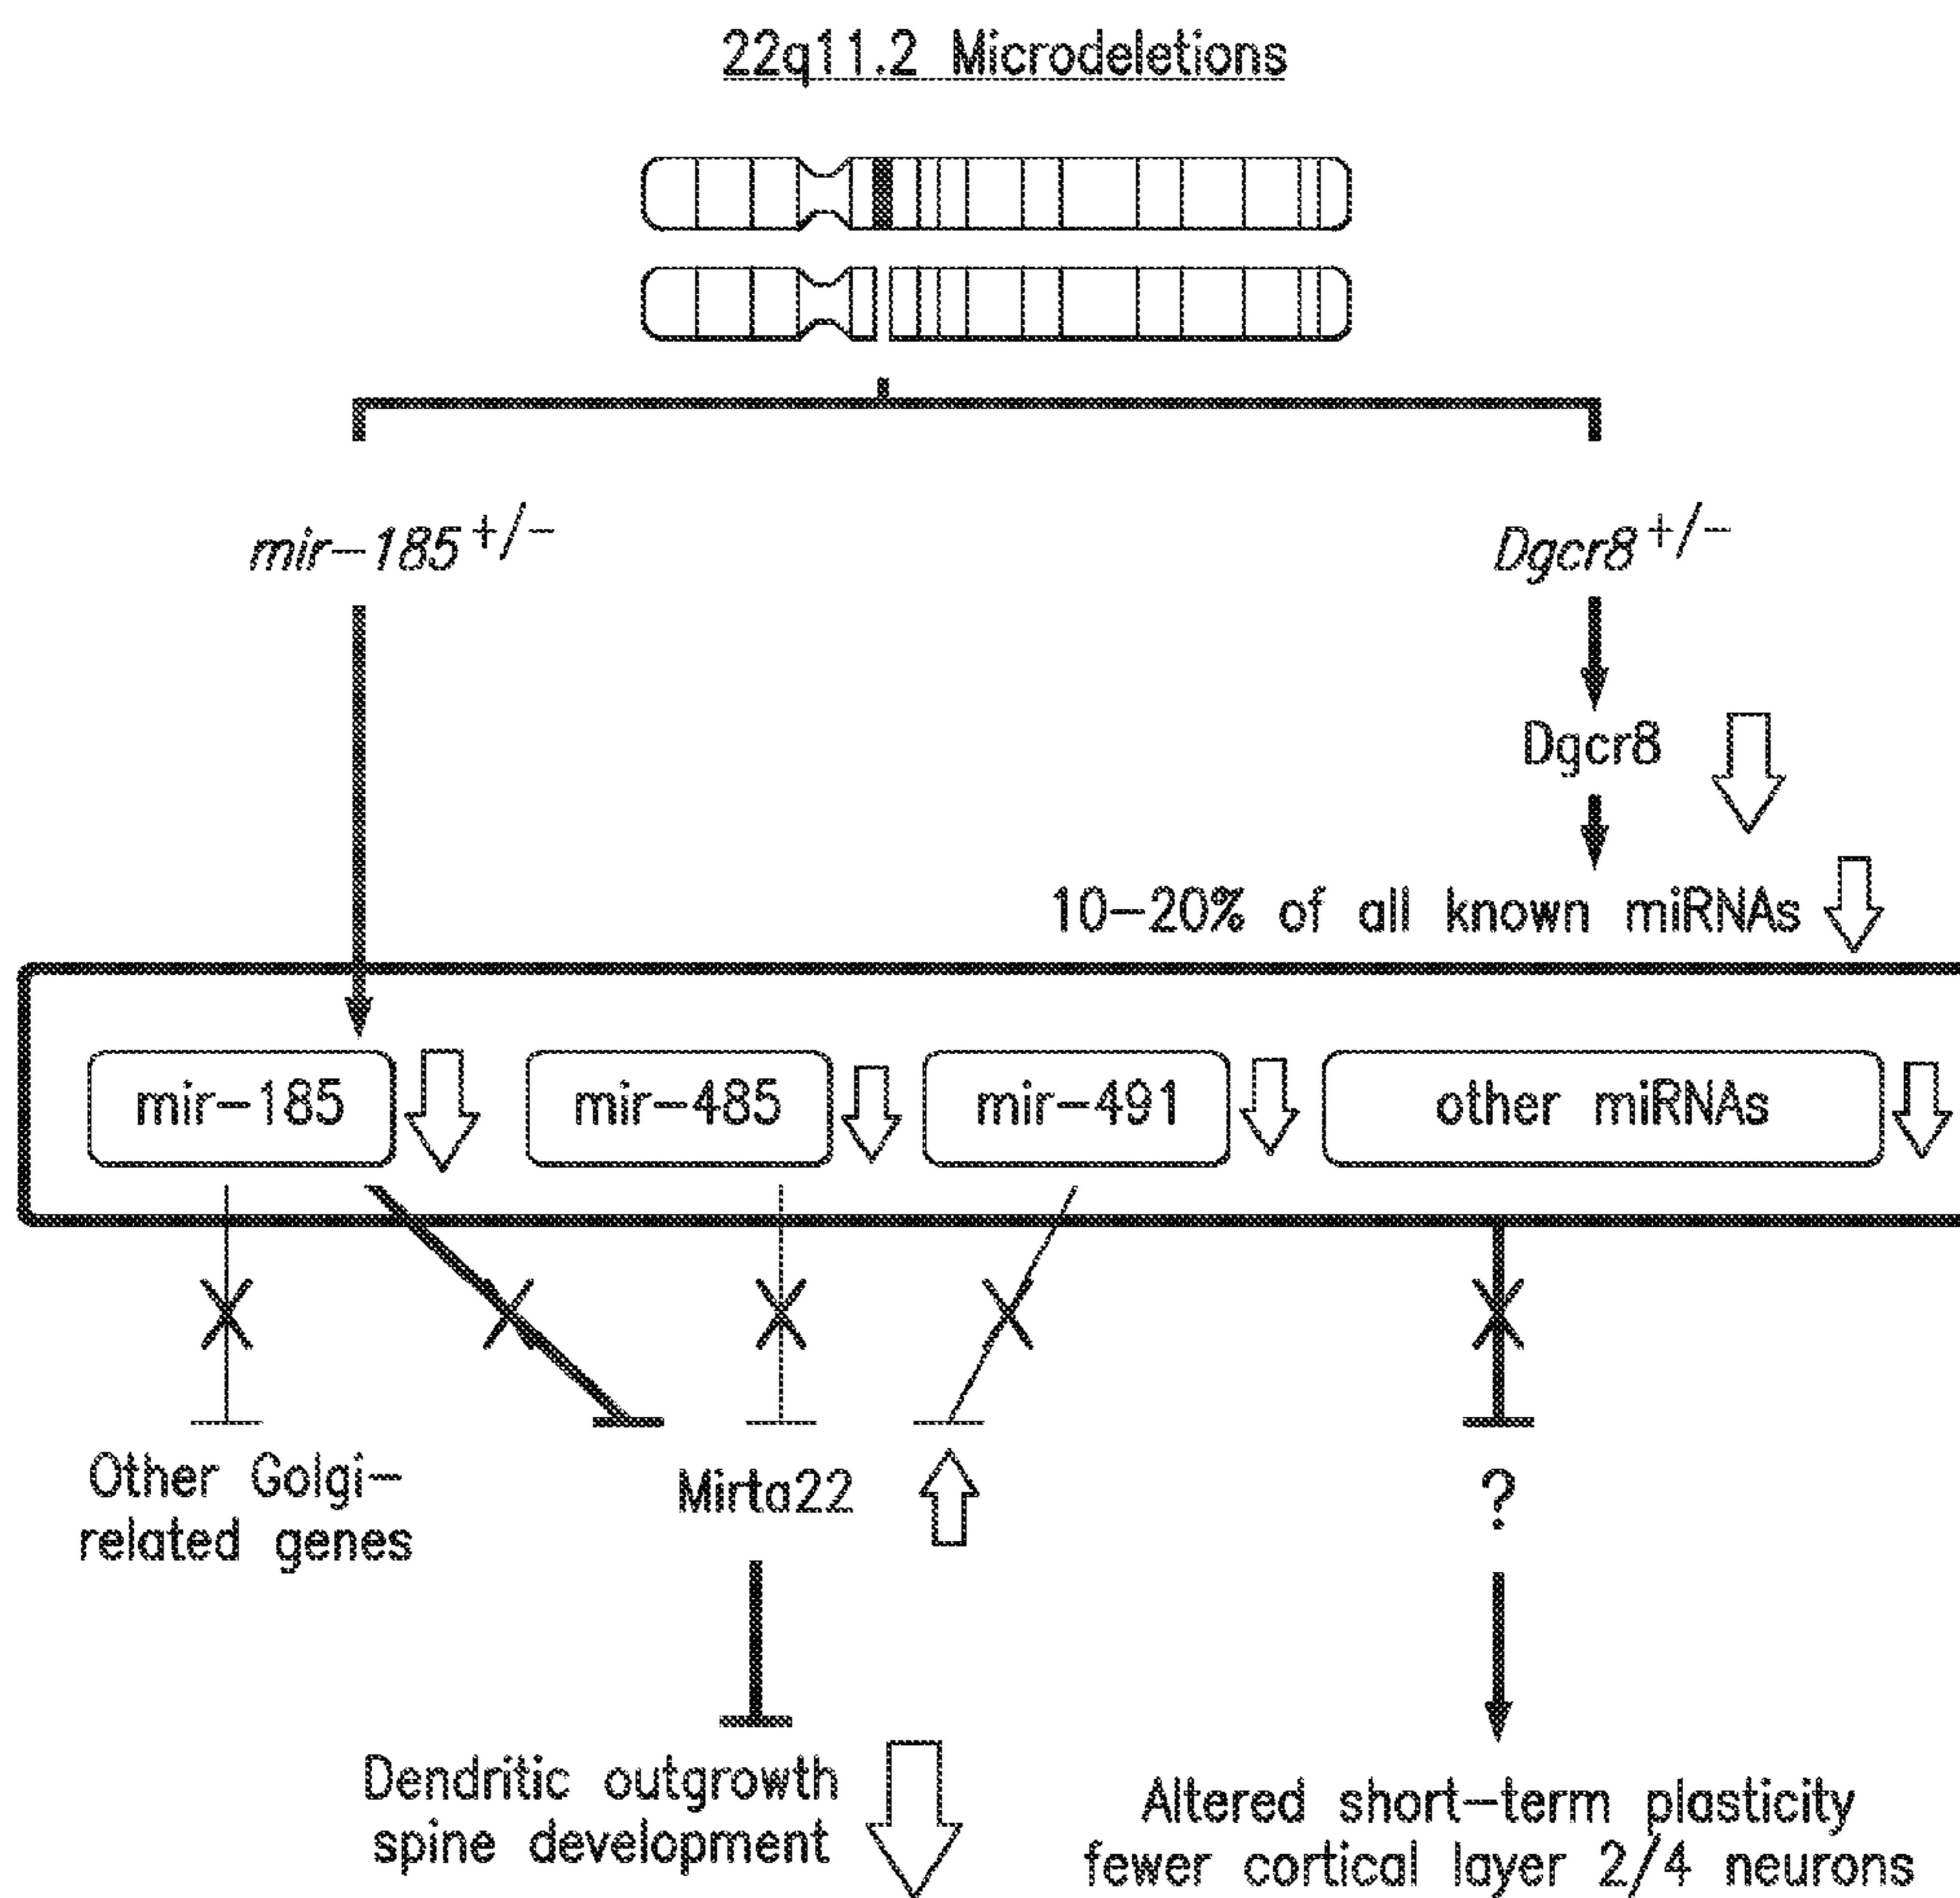 22q11.2 Microdeletions
mir-185+/-
Dgcr8+/-
Dgcr8
10-20% of all known miRNAs
mir-185
mir-485
mir-491
other miRNAs
Other Golgi-
related genes
Mirta22
?
Dendritic outgrowth
spine development
Altered short-term plasticity
fewer cortical layer 2/4 neurons